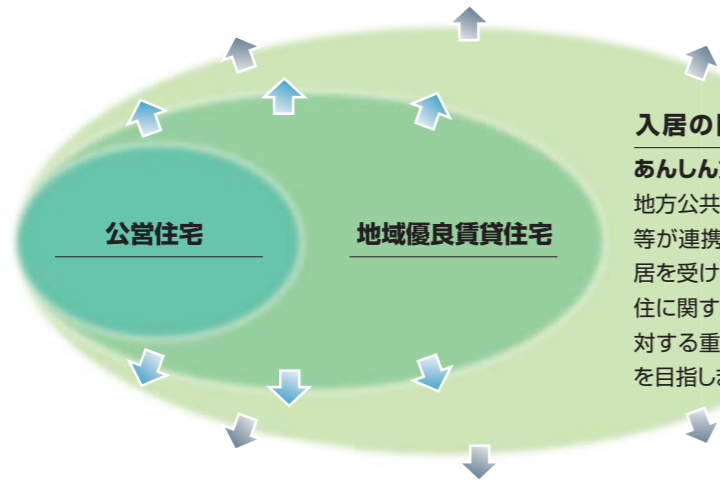 公営住宅
地域優良賃貸住宅
入居の
あんしん
地方公共
等が連携
居を受け
住に関す
対する重
を目指し